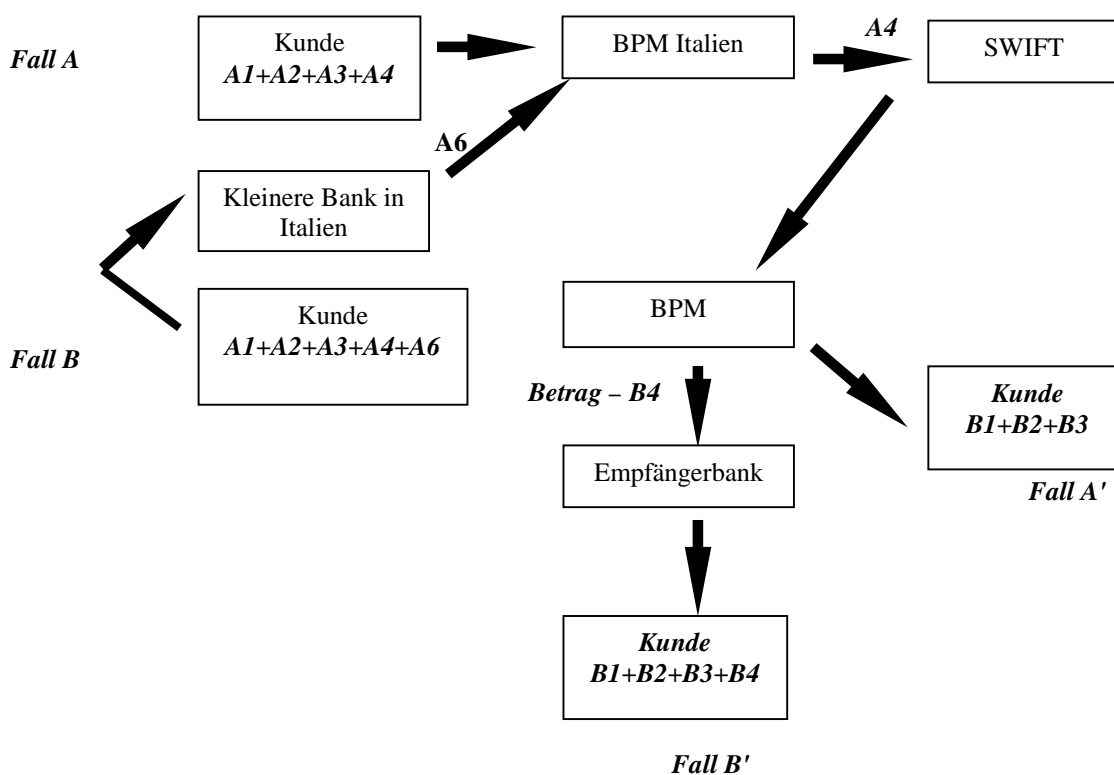 Fall A
Kunde
A1+A2+A3+A4
BPM Italien
A4
SWIFT
A6
Kleinere Bank in
Italien
Fall B
Kunde
A1+A2+A3+A4+A6
BPM
Betrag – B4
Kunde
B1+B2+B3
Fall A'
Empfängerbank
Kunde
B1+B2+B3+B4
Fall B'